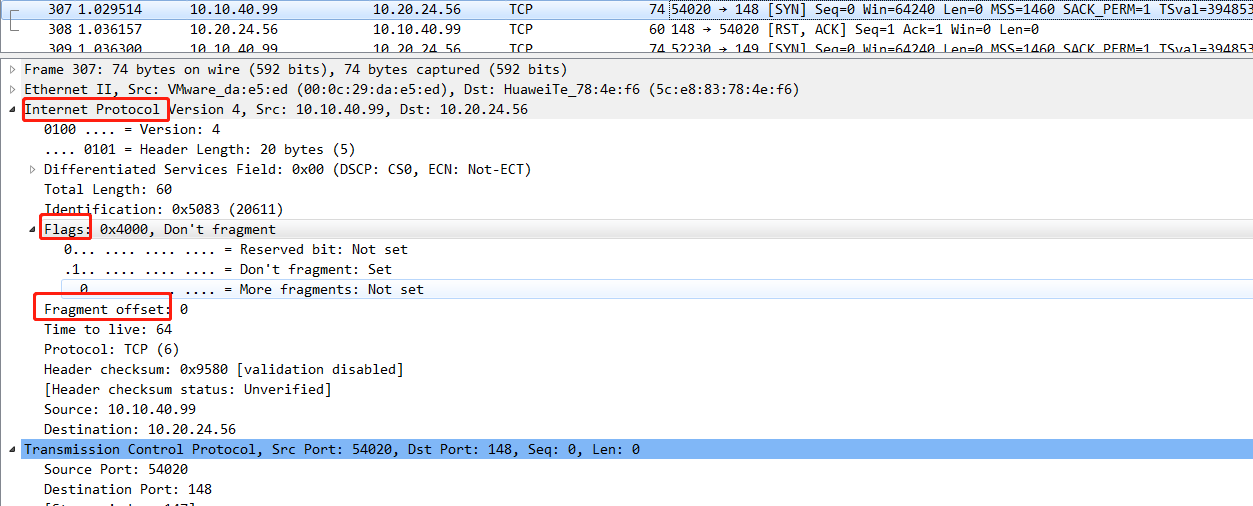 307 1.029514 10.10.40.99 10.20.24.56 TCP 74 54020 → 148 [SYN] Seq=0 Win=64240 Len=0 MSS=1460 SACK_PERM=1 TSval=394853
308 1.036157 10.20.24.56 10.10.40.99 TCP 60 148 → 54020 [RST, ACK] Seq=1 Ack=1 Win=0 Len=0
309 1.036300 10.10.40.99 10.20.24.56 TCP 74 52230 → 149 [SYN] Seq=0 Win=64240 Len=0 MSS=1460 SACK_PERM=1 TSval=394853
Frame 307: 74 bytes on wire (592 bits), 74 bytes captured (592 bits)
Ethernet II, Src: VMware_da:e5:ed (00:0c:29:da:e5:ed), Dst: HuaweiTe_78:4e:f6 (5c:e8:83:78:4e:f6)
Internet Protocol Version 4, Src: 10.10.40.99, Dst: 10.20.24.56
0100 .... = Version: 4
.... 0101 = Header Length: 20 bytes (5)
Differentiated Services Field: 0x00 (DSCP: CS0, ECN: Not-ECT)
Total Length: 60
Identification: 0x5083 (20611)
Flags: 0x4000, Don't fragment
0... .... .... .... = Reserved bit: Not set
.1.. .... .... .... = Don't fragment: Set
0 . .... = More fragments: Not set
Fragment offset: 0
Time to live: 64
Protocol: TCP (6)
Header checksum: 0x9580 [validation disabled]
[Header checksum status: Unverified]
Source: 10.10.40.99
Destination: 10.20.24.56
Transmission Control Protocol, Src Port: 54020, Dst Port: 148, Seq: 0, Len: 0
Source Port: 54020
Destination Port: 148